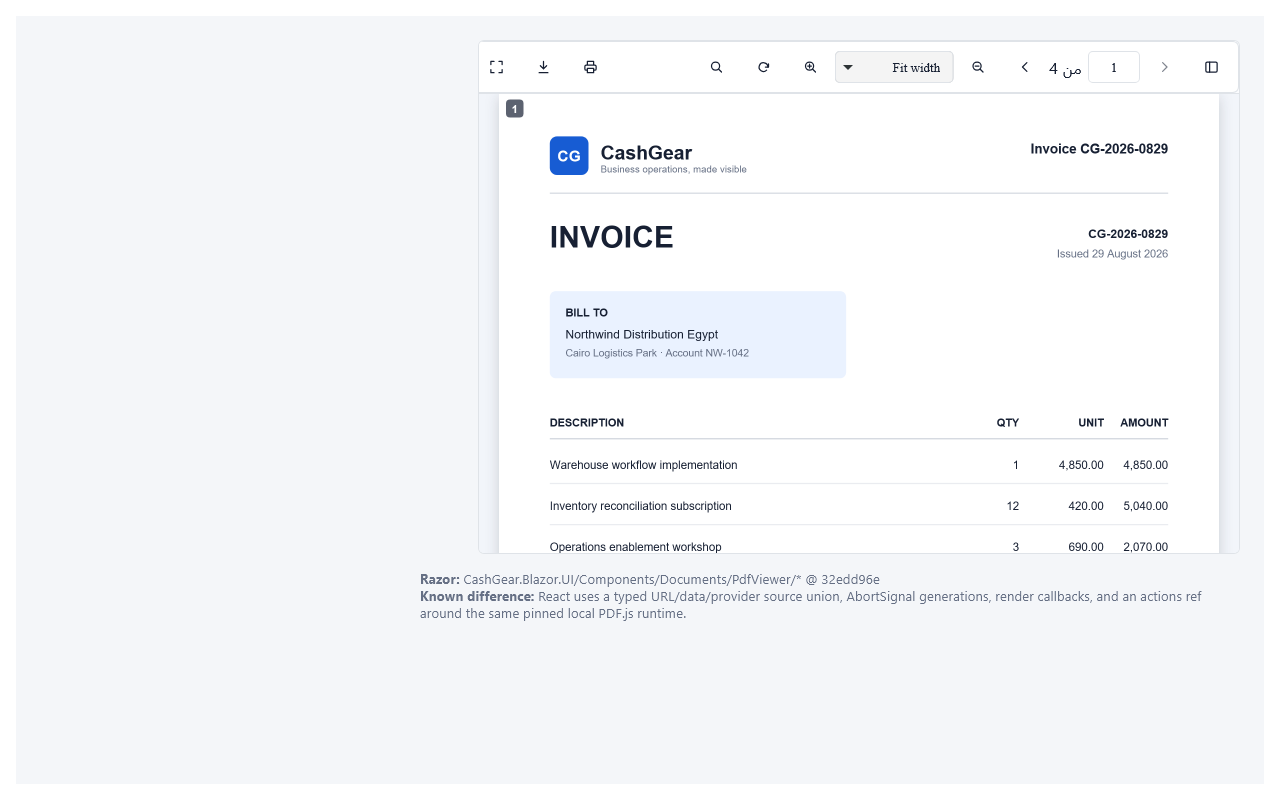 Fit width
من 4
1
1
CG
CashGear
Business operations, made visible
Invoice CG-2026-0829
INVOICE
CG-2026-0829
Issued 29 August 2026
BILL TO
Northwind Distribution Egypt
Cairo Logistics Park · Account NW-1042
DESCRIPTION QTY UNIT AMOUNT
Warehouse workflow implementation 1 4,850.00 4,850.00
Inventory reconciliation subscription 12 420.00 5,040.00
Operations enablement workshop 3 690.00 2,070.00
Razor: CashGear.Blazor.UI/Components/Documents/PdfViewer/* @ 32edd96e
Known difference: React uses a typed URL/data/provider source union, AbortSignal generations, render callbacks, and an actions ref
around the same pinned local PDF.js runtime.